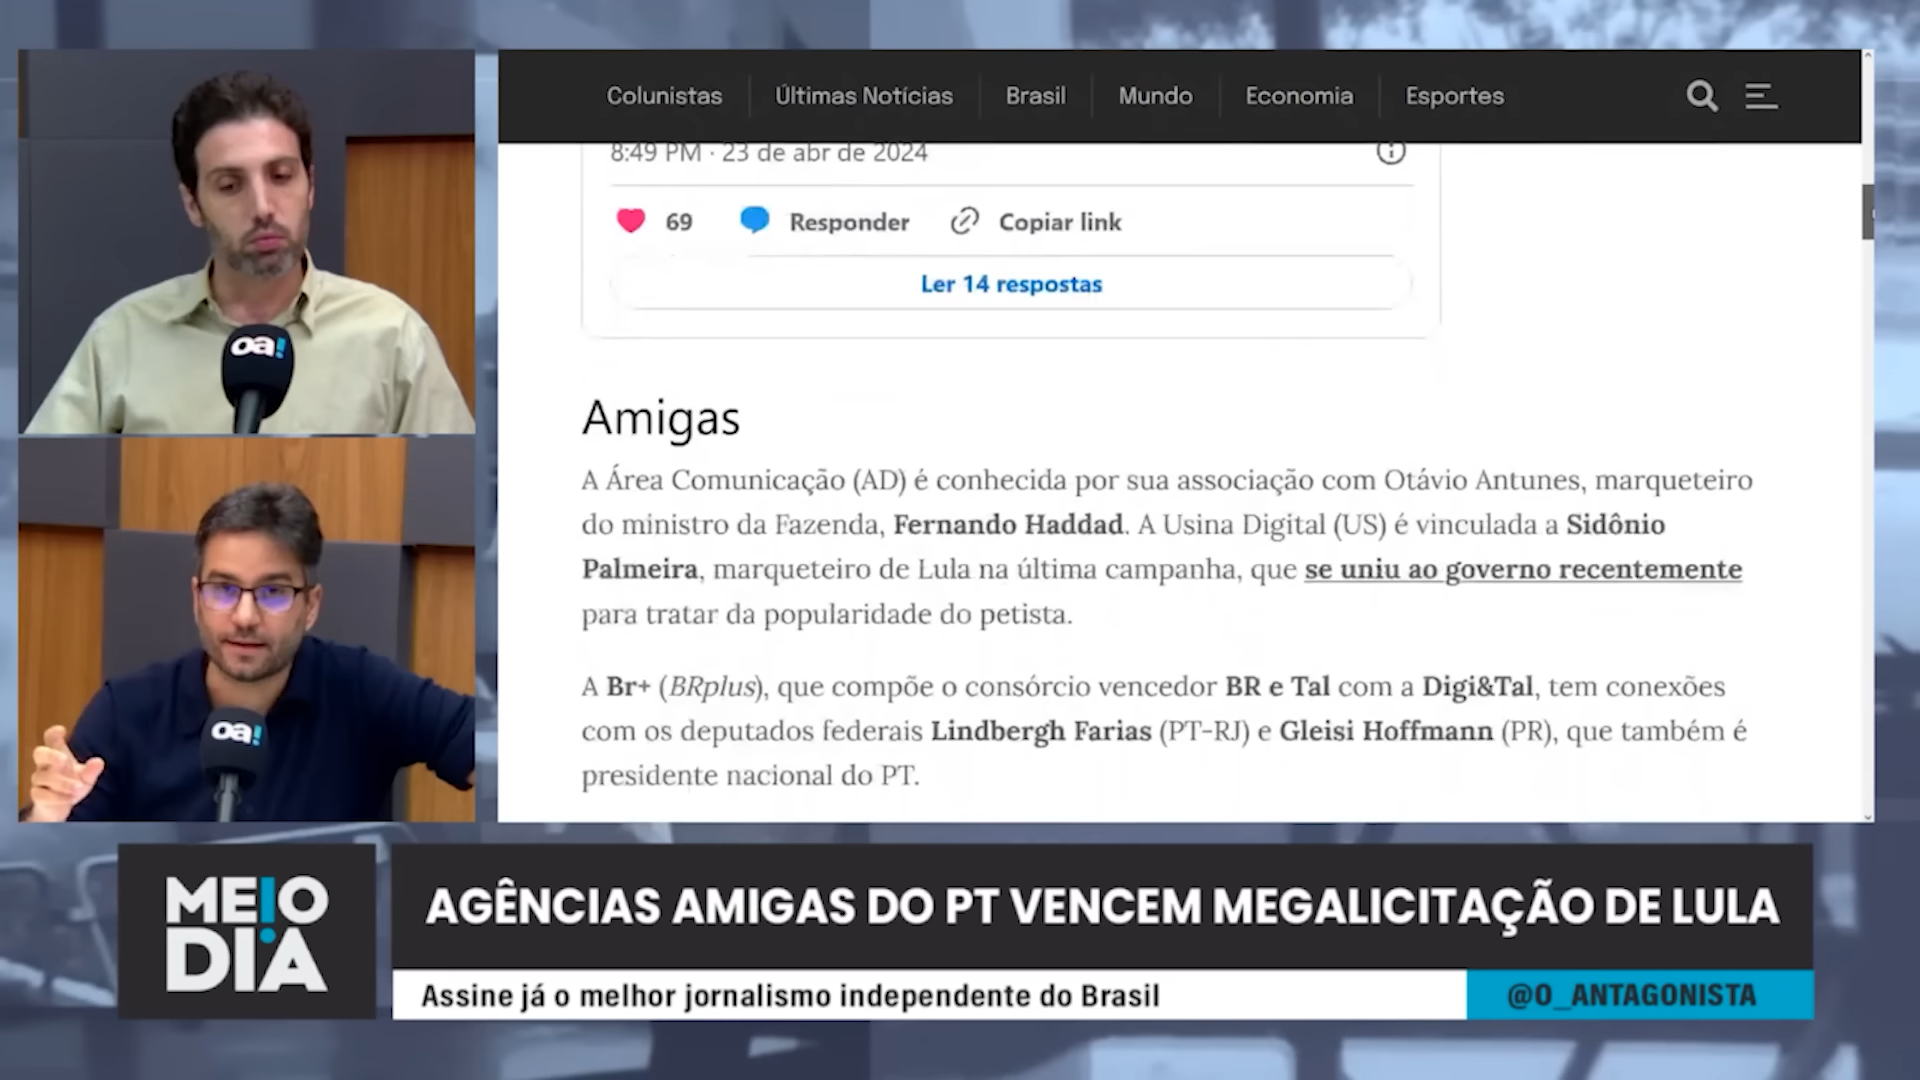 Colunistas
Últimas Notícias
Brasil
Mundo
Economia
Esportes
8:49 PM · 23 de abr de 2024
69
Responder
Copiar link
Ler 14 respostas
Amigas
A Área Comunicação (AD) é conhecida por sua associação com Otávio Antunes, marqueteiro
do ministro da Fazenda, Fernando Haddad. A Usina Digital (US) é vinculada a Sidônio
Palmeira, marqueteiro de Lula na última campanha, que se uniu ao governo recentemente
para tratar da popularidade do petista.
A Br+ (BRplus), que compõe o consórcio vencedor BR e Tal com a Digi&Tal, tem conexões
com os deputados federais Lindbergh Farias (PT-RJ) e Gleisi Hoffmann (PR), que também é
presidente nacional do PT.
oa!
oa!
MEIO
DIA
AGÊNCIAS AMIGAS DO PT VENCEM MEGALICITAÇÃO DE LULA
Assine já o melhor jornalismo independente do Brasil
@O_ANTAGONISTA